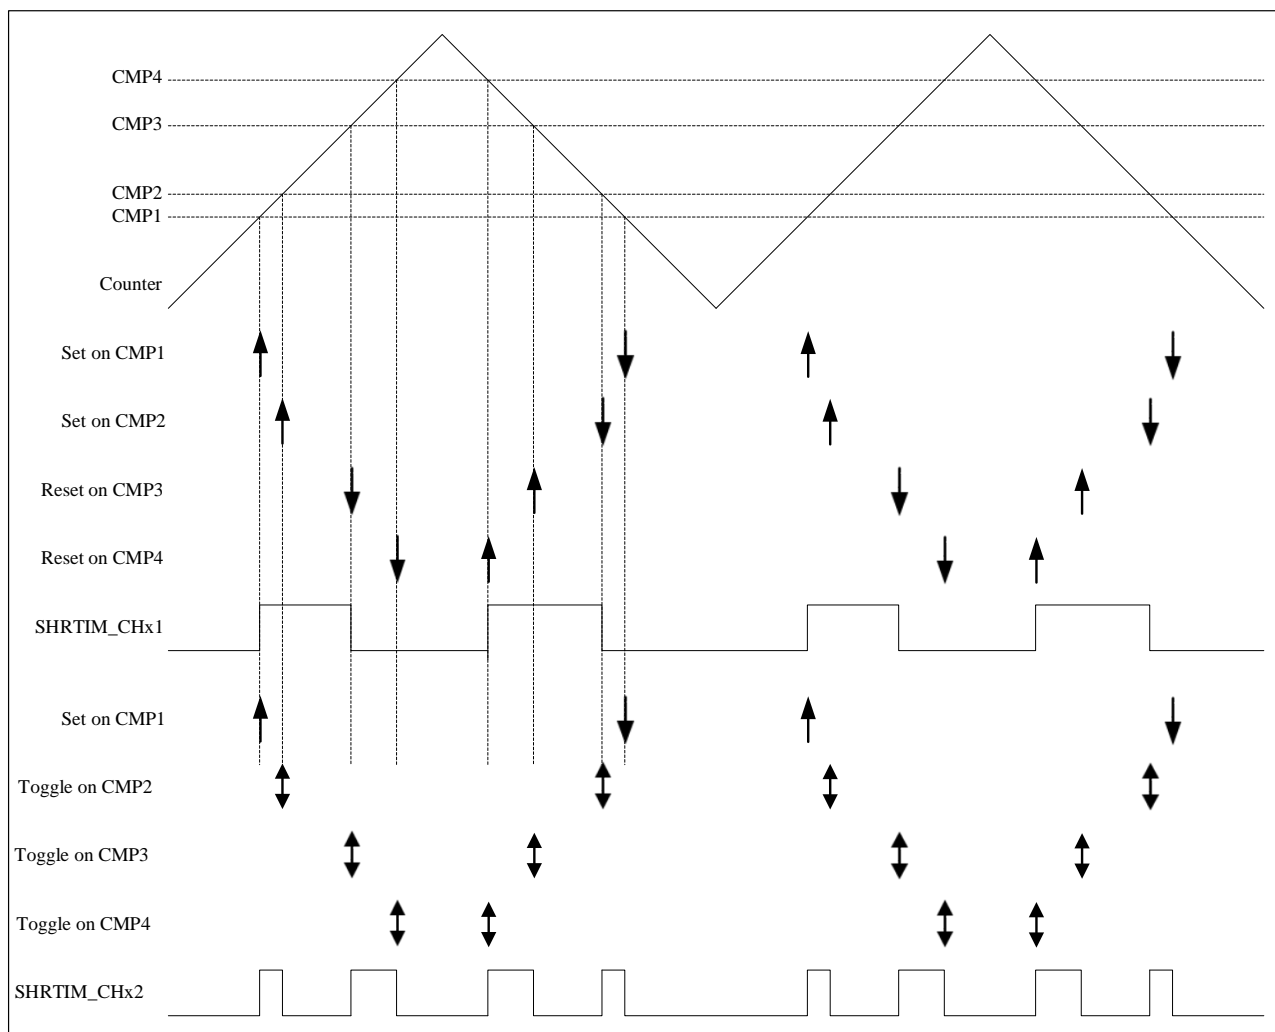 CMP4
CMP3
CMP2
CMP1
Counter
Set on CMP1
Set on CMP2
Reset on CMP3
Reset on CMP4
SHRTIM_CHx1
Set on CMP1
Toggle on CMP2
Toggle on CMP3
Toggle on CMP4
SHRTIM_CHx2